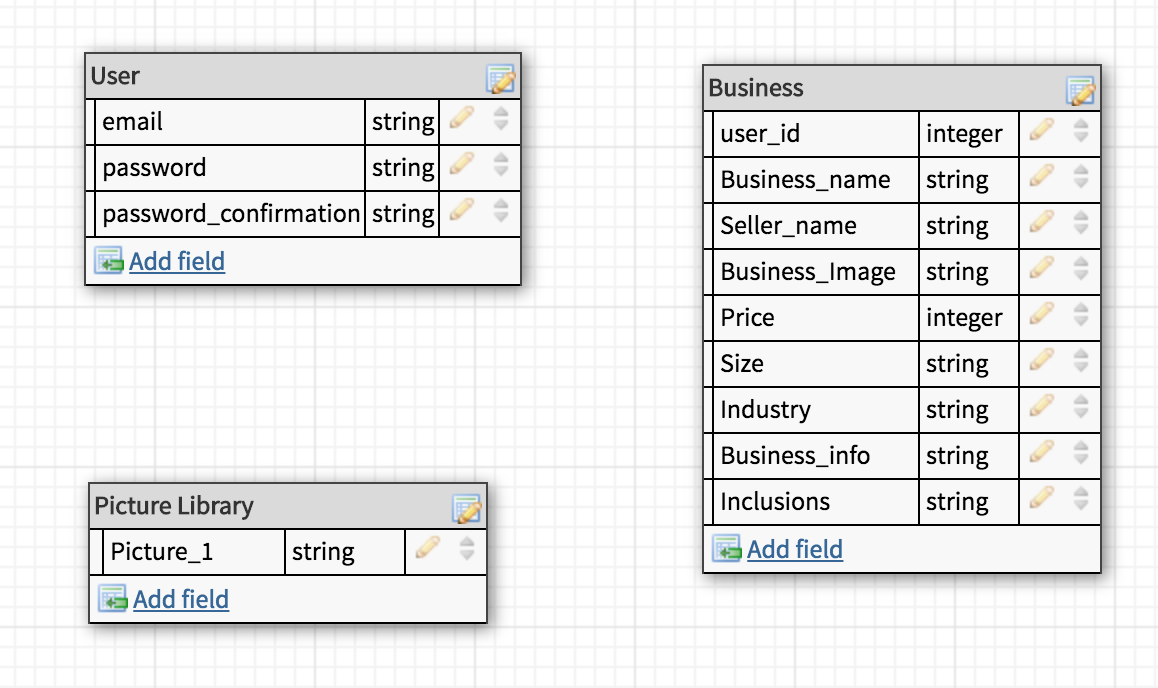 User
email string
password string
password_confirmation string
Add field
Business
user_id integer
Business_name string
Seller_name string
Business_Image string
Price integer
Size string
Industry string
Business_info string
Inclusions string
Add field
Picture Library
Picture_1 string
Add field